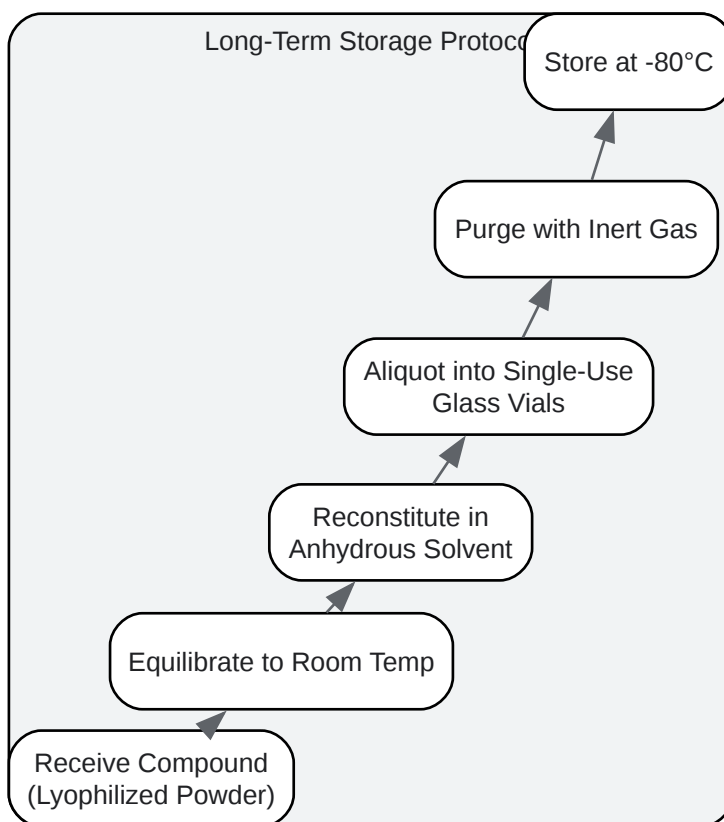 Long-Term Storage Protoc
Store at -80°C
Purge with Inert Gas
Aliquot into Single-Use
Glass Vials
Reconstitute in
Anhydrous Solvent
Equilibrate to Room Temp
Receive Compound
(Lyophilized Powder)